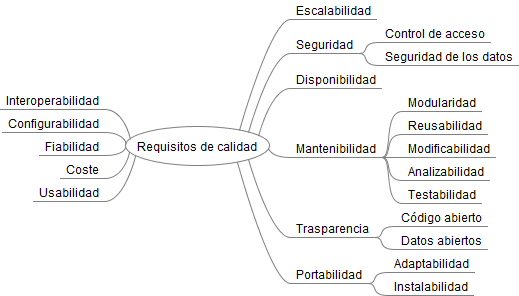 Escalabilidad
Seguridad
Control de acceso
Seguridad de los datos
Disponibilidad
Mantenibilidad
Modularidad
Reusabilidad
Modificabilidad
Analizabilidad
Testabilidad
Trasparencia
Código abierto
Datos abiertos
Portabilidad
Adaptabilidad
Instalabilidad
Requisitos de calidad
Interoperabilidad
Configurabilidad
Fiabilidad
Coste
Usabilidad